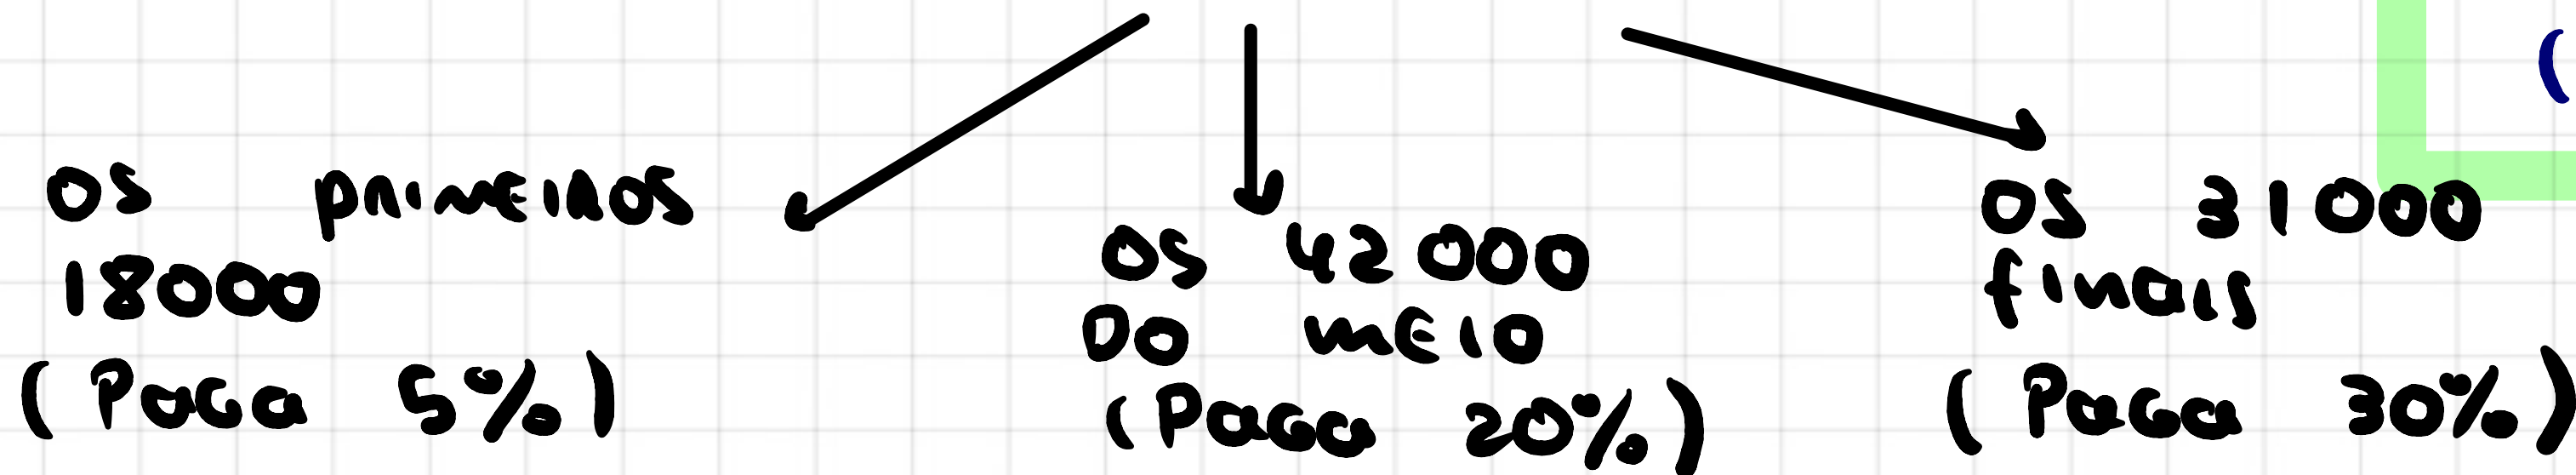 OS PRIMEIROS
18000
(PAGA 5%)
OS 42000
DO MEIO
(PAGA 20%)
OS 31000
finais
(PAGA 30%)
(